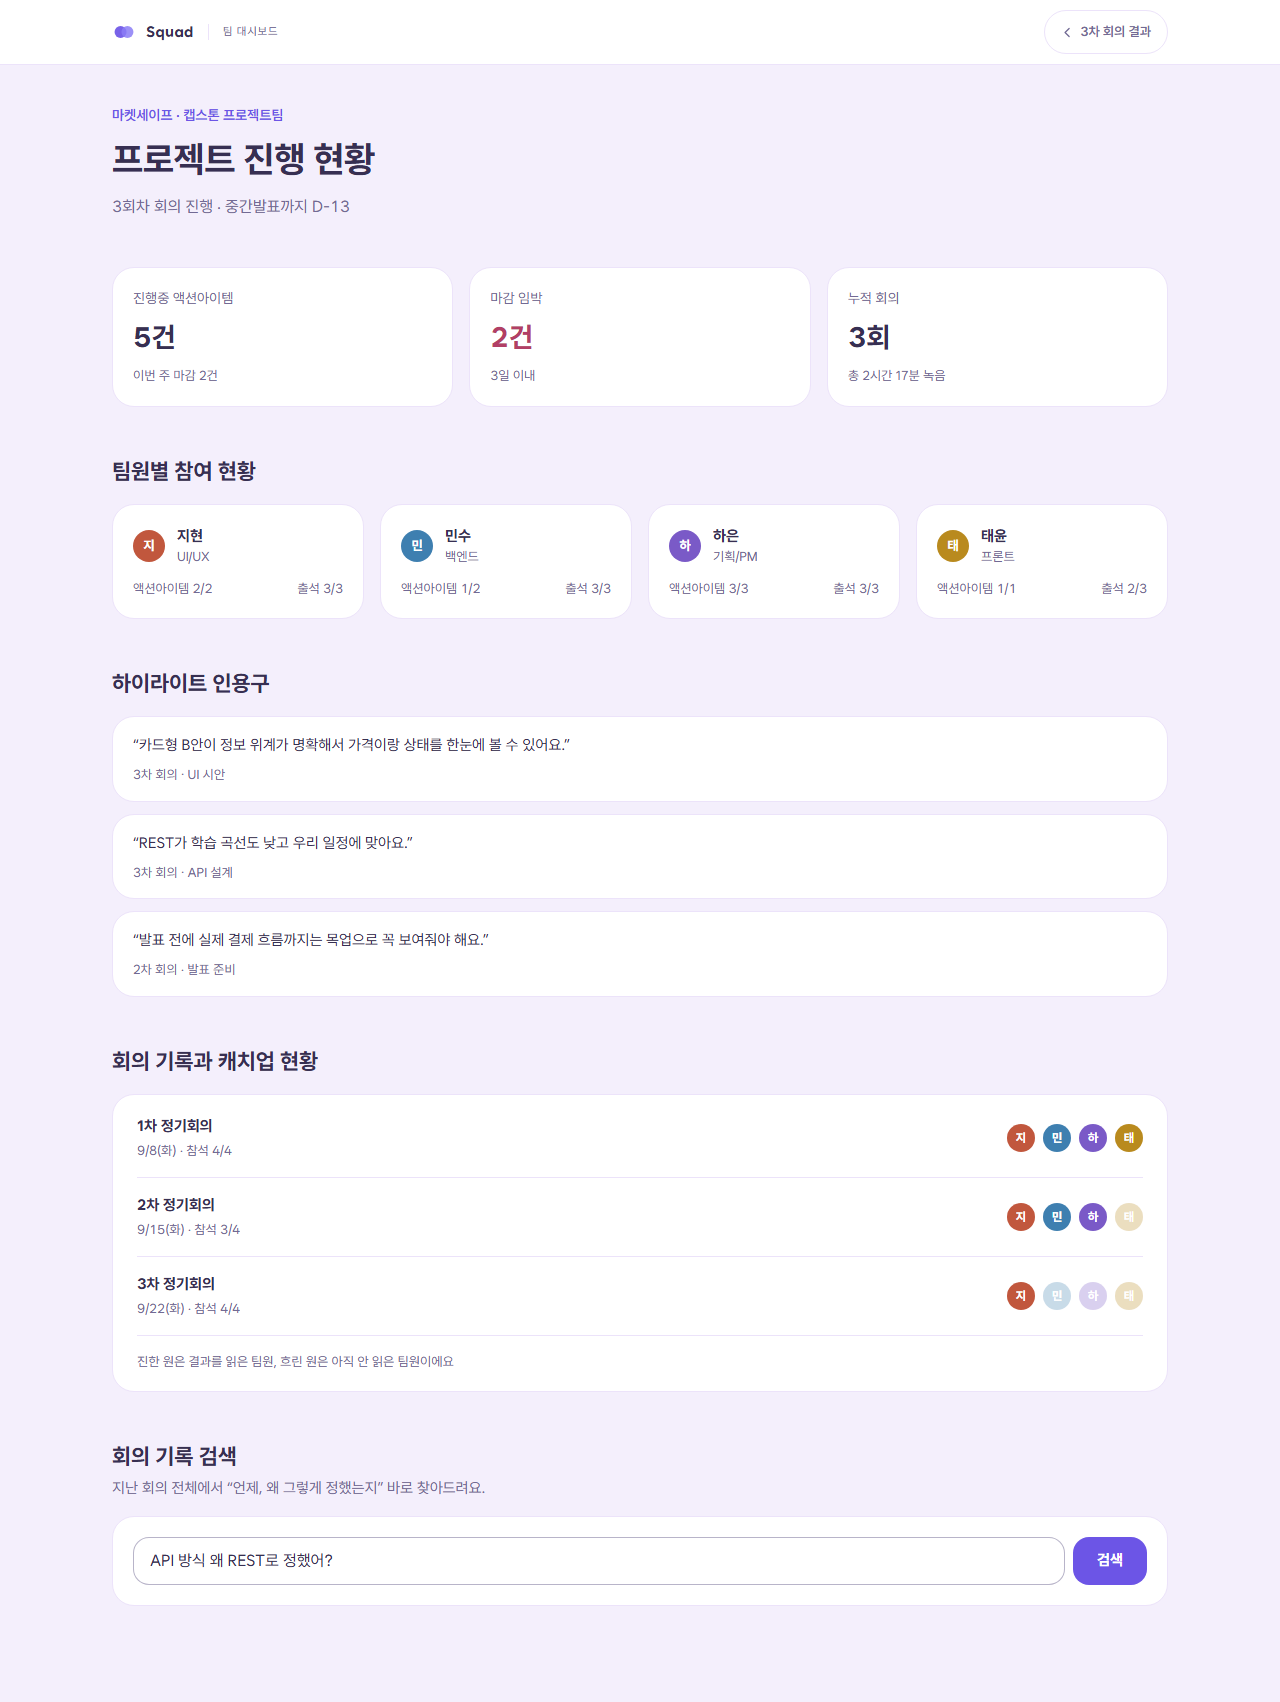 Squad
팀 대시보드
3차 회의 결과
마켓세이프 · 캡스톤 프로젝트팀
프로젝트 진행 현황
3회차 회의 진행 · 중간발표까지 D-13
진행중 액션아이템
5건
이번 주 마감 2건
마감 임박
2건
3일 이내
누적 회의
3회
총 2시간 17분 녹음
팀원별 참여 현황
지
지현
UI/UX
액션아이템 2/2
출석 3/3
민
민수
백엔드
액션아이템 1/2
출석 3/3
하
하은
기획/PM
액션아이템 3/3
출석 3/3
태
태윤
프론트
액션아이템 1/1
출석 2/3
하이라이트 인용구
“카드형 B안이 정보 위계가 명확해서 가격이랑 상태를 한눈에 볼 수 있어요.”
3차 회의 · UI 시안
“REST가 학습 곡선도 낮고 우리 일정에 맞아요.”
3차 회의 · API 설계
“발표 전에 실제 결제 흐름까지는 목업으로 꼭 보여줘야 해요.”
2차 회의 · 발표 준비
회의 기록과 캐치업 현황
1차 정기회의
9/8(화) · 참석 4/4
지 민 하 태
2차 정기회의
9/15(화) · 참석 3/4
지 민 하 태
3차 정기회의
9/22(화) · 참석 4/4
지 민 하 태
진한 원은 결과를 읽은 팀원, 흐린 원은 아직 안 읽은 팀원이에요
회의 기록 검색
지난 회의 전체에서 “언제, 왜 그렇게 정했는지” 바로 찾아드려요.
API 방식 왜 REST로 정했어?
검색